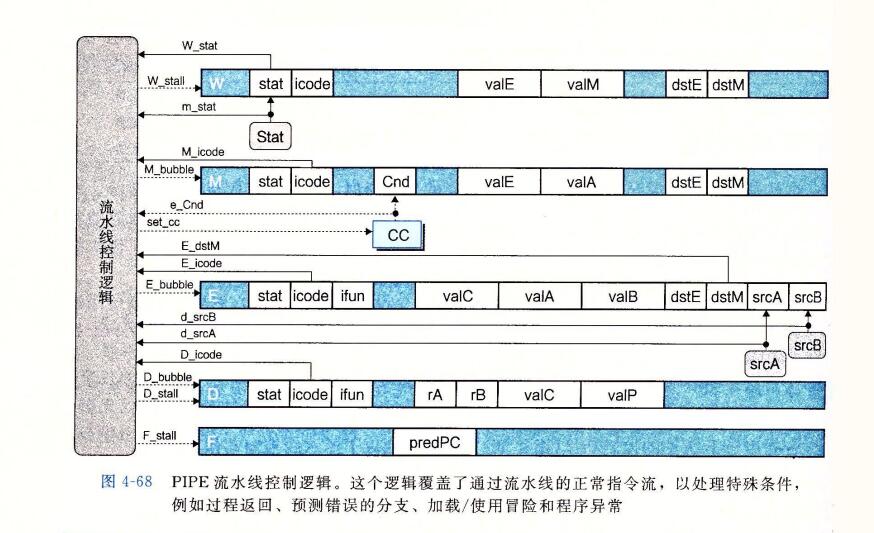 流水线控制逻辑
W_stat
W_stall
W stat icode valE valM dstE dstM
m_stat
Stat
M_icode
M_bubble
M stat icode Cnd valE valA dstE dstM
e_Cnd
set_cc
CC
E_dstM
E_icode
E_bubble
E stat icode ifun valC valA valB dstE dstM srcA srcB
d_srcB
d_srcA
srcB
srcA
D_icode
D_bubble
D_stall
D stat icode ifun rA rB valC valP
F_stall
F predPC
图 4-68 PIPE 流水线控制逻辑。这个逻辑覆盖了通过流水线的正常指令流，以处理特殊条件，
例如过程返回、预测错误的分支、加载/使用冒险和程序异常